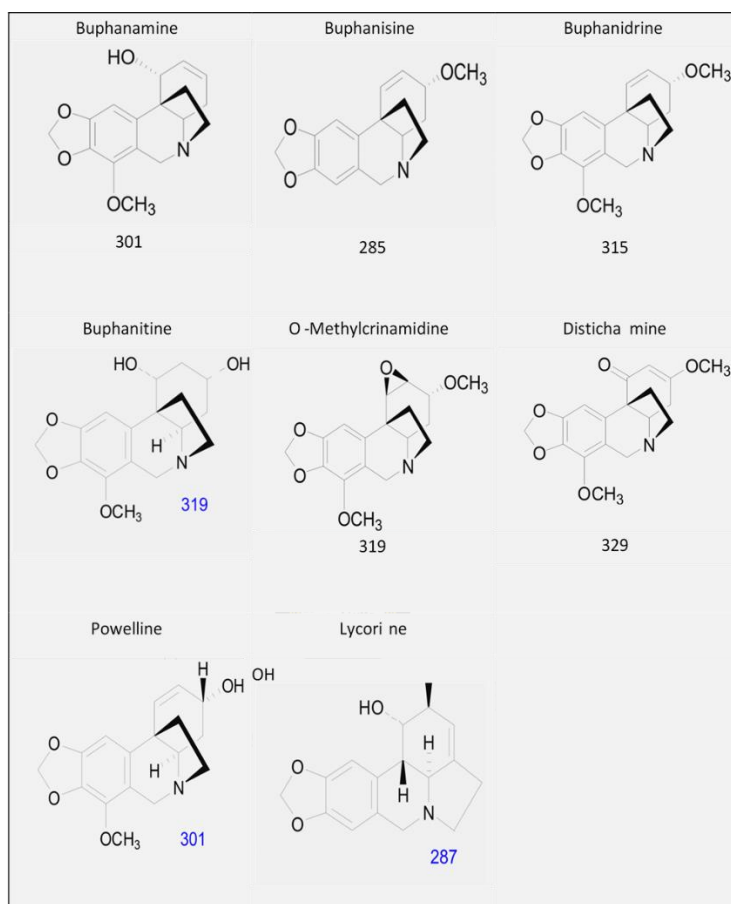 Buphanamine
Buphanisine
Buphanidrine
HO
O
O
N
OCH3
301
OCH3
O
O
N
285
OCH3
O
O
N
OCH3
315
Buphanitine
O -Methylcrinamidine
Disticha mine
HO
OH
O
O
H
N
OCH3
319
O
OCH3
O
O
N
OCH3
319
O
OCH3
O
O
N
OCH3
329
Powelline
Lycori ne
H
OH
OH
O
O
H
N
OCH3
301
HO
H
H
O
O
N
287